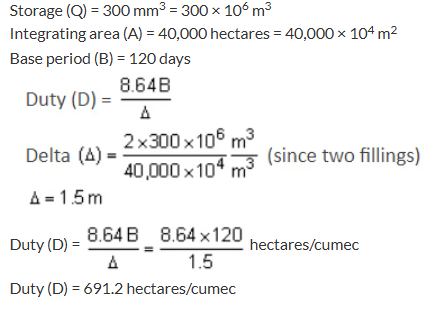 Storage (Q) = 300 mm³ = 300 × 10⁶ m³
Integrating area (A) = 40,000 hectares = 40,000 × 10⁴ m²
Base period (B) = 120 days
Duty (D) = 8.64B / Δ
Delta (Δ) = 2×300×10⁶ m³ / 40,000×10⁴ m³ (since two fillings)
Δ = 1.5 m
Duty (D) = 8.64 B / Δ = 8.64 × 120 / 1.5 hectares/cumec
Duty (D) = 691.2 hectares/cumec